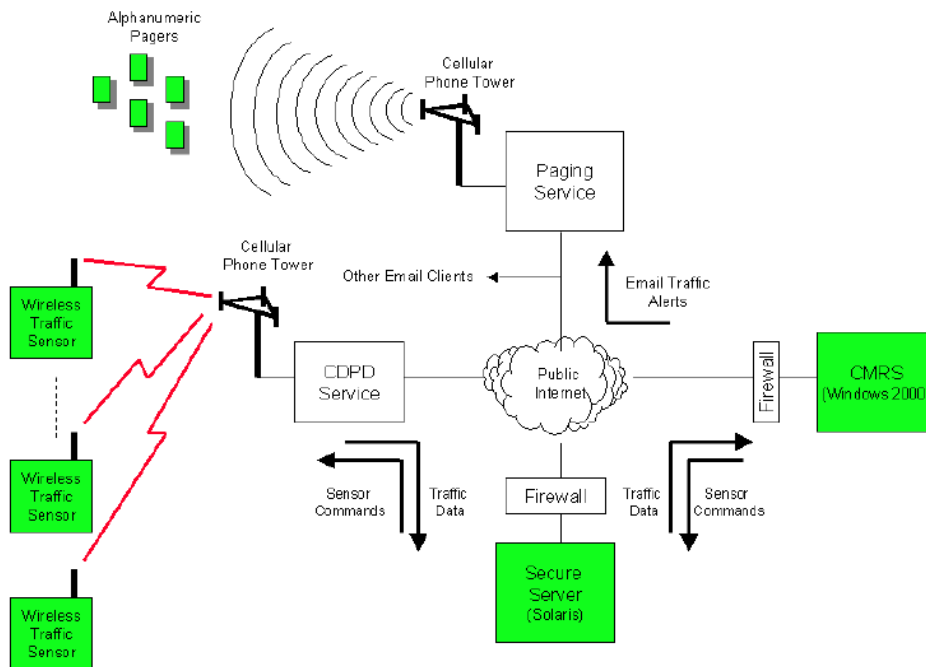 Alphanumeric
Pagers
Cellular
Phone Tower
Paging
Service
Cellular
Phone Tower
Other Email Clients
Email Traffic
Alerts
Wireless
Traffic
Sensor
CDPD
Service
Public
Internet
Firewall
CMRS
(Windows 2000)
Wireless
Traffic
Sensor
Sensor
Commands
Traffic
Data
Firewall
Traffic
Data
Sensor
Commands
Secure
Server
(Solaris)
Wireless
Traffic
Sensor